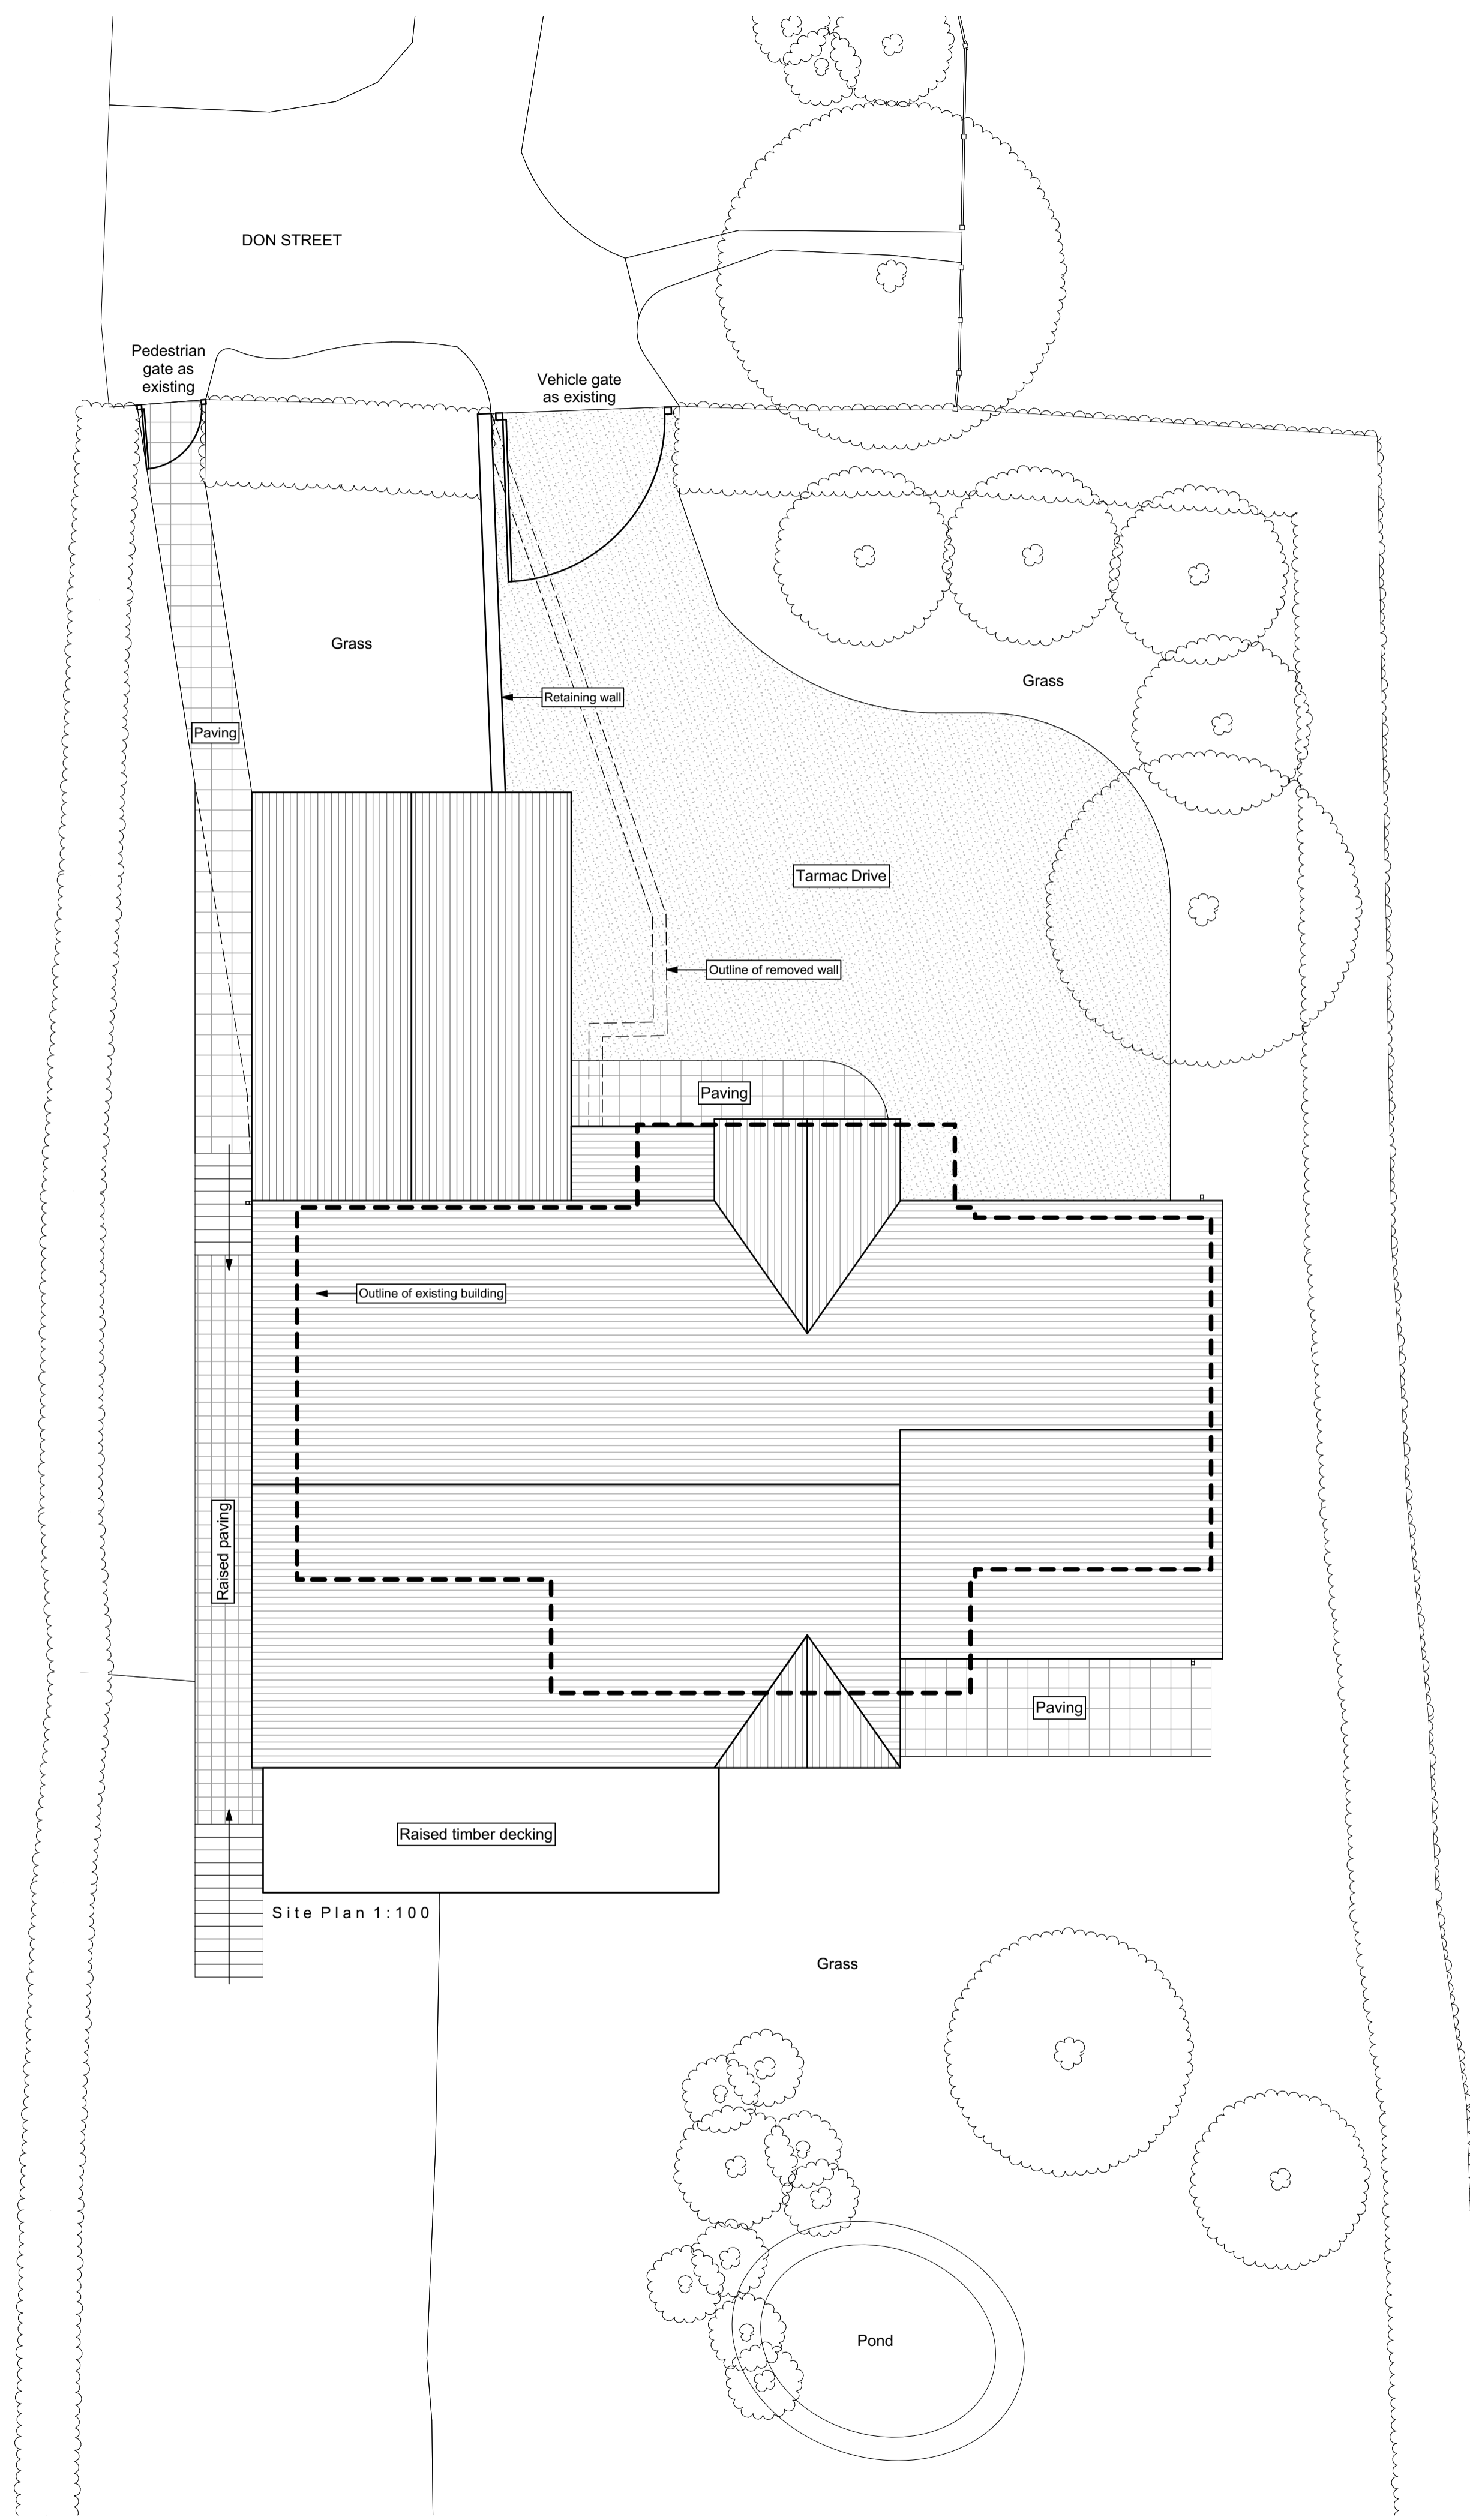 DON STREET
Pedestrian
gate as
existing
Vehicle gate
as existing
Grass
Grass
Retaining wall
Paving
Tarmac Drive
Outline of removed wall
Paving
Outline of existing building
Raised paving
Paving
Raised timber decking
Site Plan 1:100
Grass
Pond